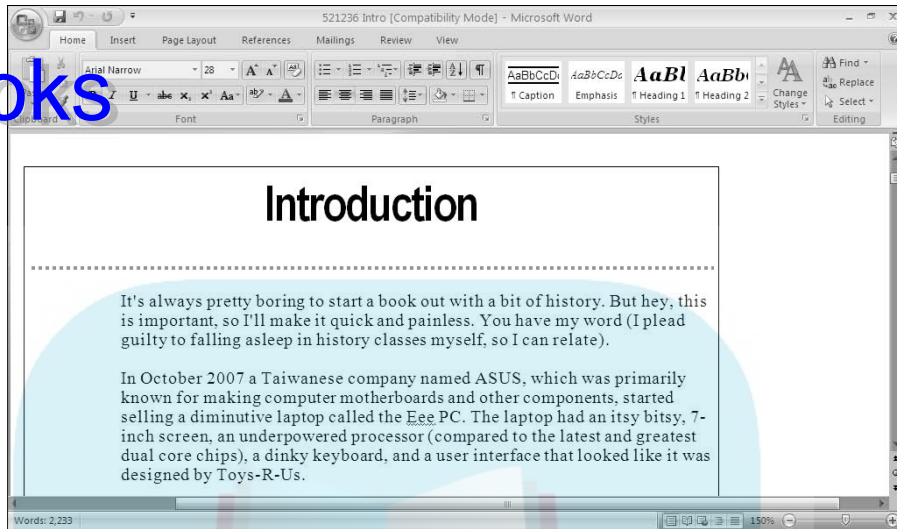 521236 Intro [Compatibility Mode] - Microsoft Word
Home Insert Page Layout References Mailings Review View
Arial Narrow 28 A A
AaBbCcDc AaBbCcDc AaBl AaBb
¶ Caption Emphasis ¶ Heading 1 ¶ Heading 2
Change Styles
Find
Replace
Select
oks
I U abc x, x² Aa A
Clipboard Font Paragraph Styles Editing
Introduction
It's always pretty boring to start a book out with a bit of history. But hey, this
is important, so I'll make it quick and painless. You have my word (I plead
guilty to falling asleep in history classes myself, so I can relate).
In October 2007 a Taiwanese company named ASUS, which was primarily
known for making computer motherboards and other components, started
selling a diminutive laptop called the Eee PC. The laptop had an itsy bitsy, 7-
inch screen, an underpowered processor (compared to the latest and greatest
dual core chips), a dinky keyboard, and a user interface that looked like it was
designed by Toys-R-Us.
Words: 2,233 150%